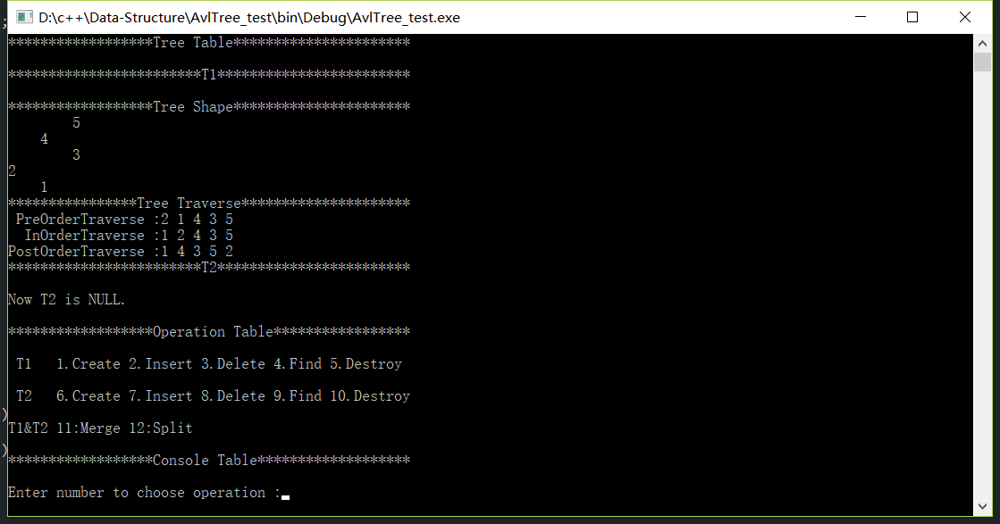 D:\c++\Data-Structure\AvlTree_test\bin\Debug\AvlTree_test.exe
******************Tree Table**********************
************************T1************************
******************Tree Shape**********************
        5
    4
        3
2
    1
****************Tree Traverse*********************
 PreOrderTraverse :2 1 4 3 5
  InOrderTraverse :1 2 4 3 5
PostOrderTraverse :1 4 3 5 2
************************T2************************
Now T2 is NULL.
******************Operation Table*****************
 T1   1.Create 2.Insert 3.Delete 4.Find 5.Destroy
 T2   6.Create 7.Insert 8.Delete 9.Find 10.Destroy
T1&T2 11:Merge 12:Split
******************Console Table*******************
Enter number to choose operation :
;
)
)